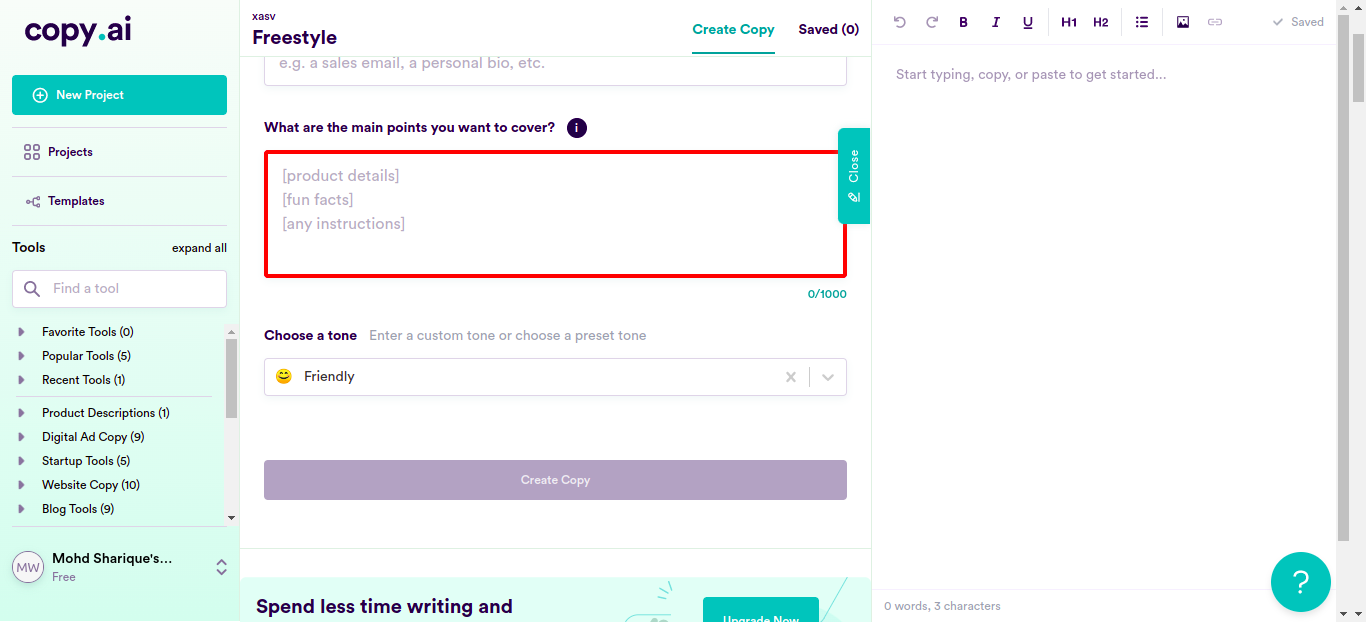 copy.ai
New Project
Projects
Templates
Tools
expand all
Find a tool
Favorite Tools (0)
Popular Tools (5)
Recent Tools (1)
Product Descriptions (1)
Digital Ad Copy (9)
Startup Tools (5)
Website Copy (10)
Blog Tools (9)
MW
Mohd Sharique's...
Free
xasv
Freestyle
Create Copy
Saved (0)
e.g. a sales email, a personal bio, etc.
What are the main points you want to cover?
i
[product details]
[fun facts]
[any instructions]
Close
0/1000
Choose a tone Enter a custom tone or choose a preset tone
Friendly
Create Copy
Spend less time writing and
Upgrade Now
B I U H1 H2
Saved
Start typing, copy, or paste to get started...
0 words, 3 characters
?